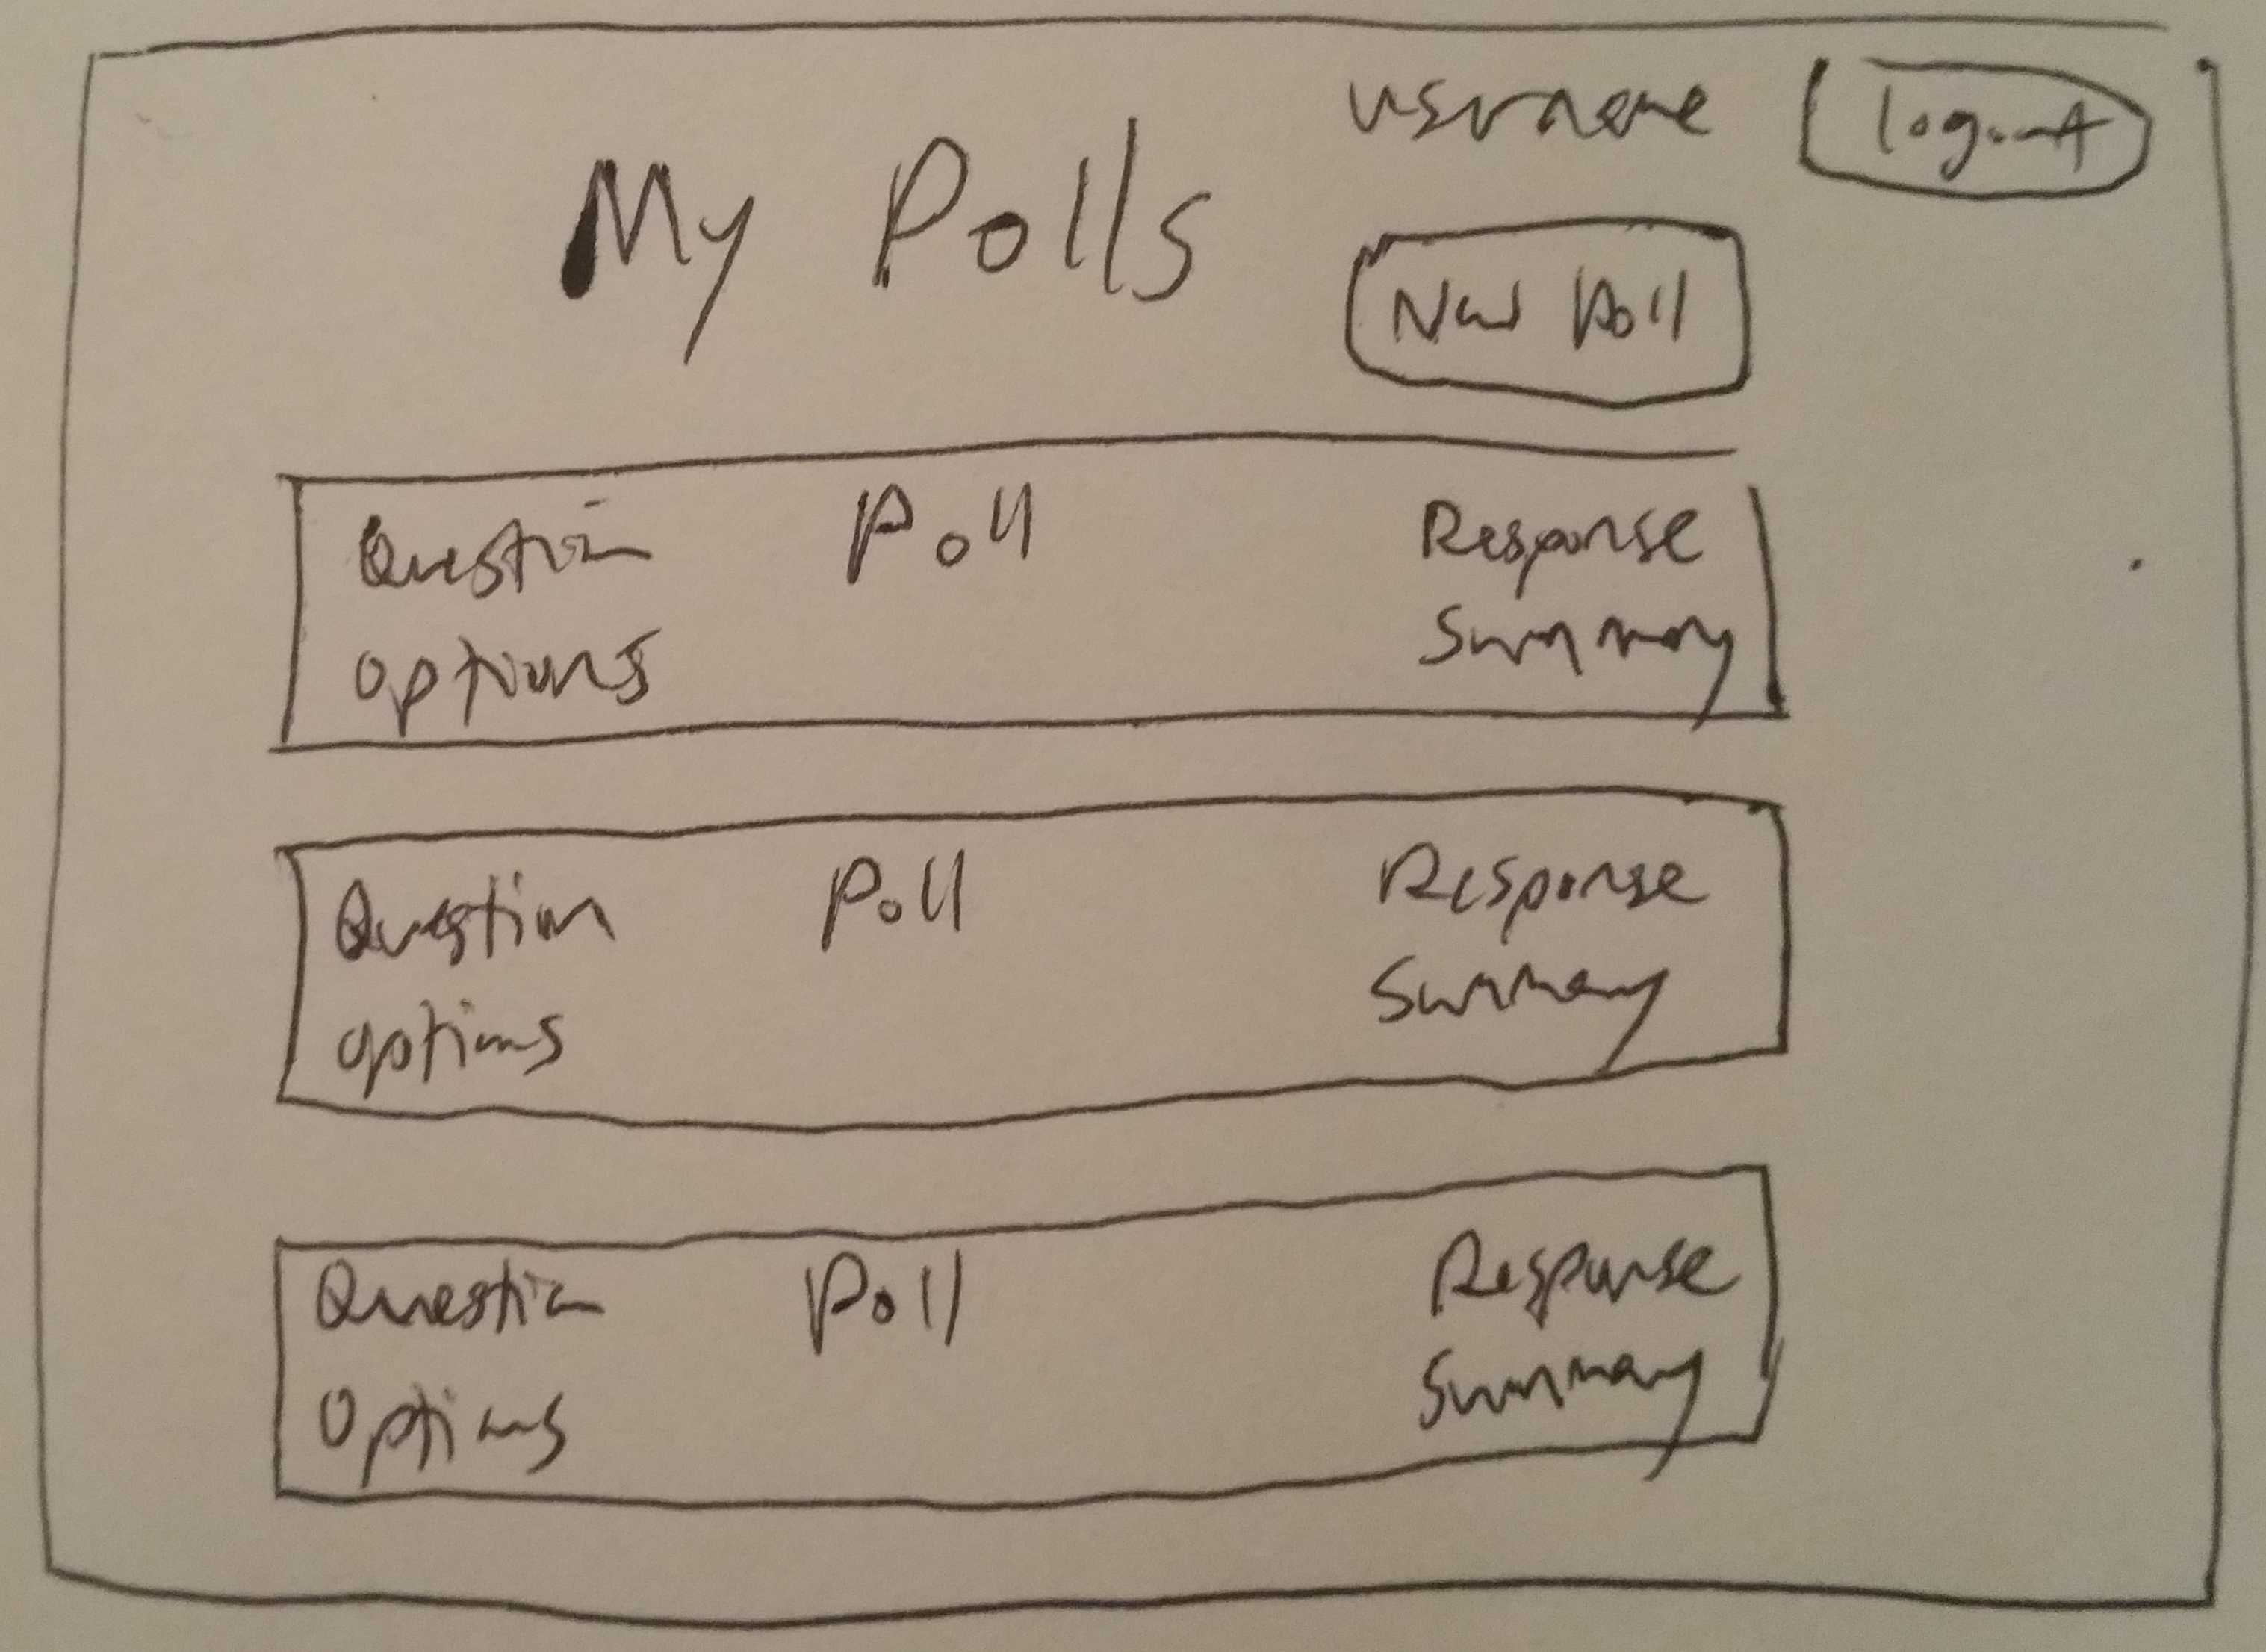 username logout
My Polls
New Poll
Question Poll Response
options Summary
Question Poll Response
options Summary
Question Poll Response
Options Summary